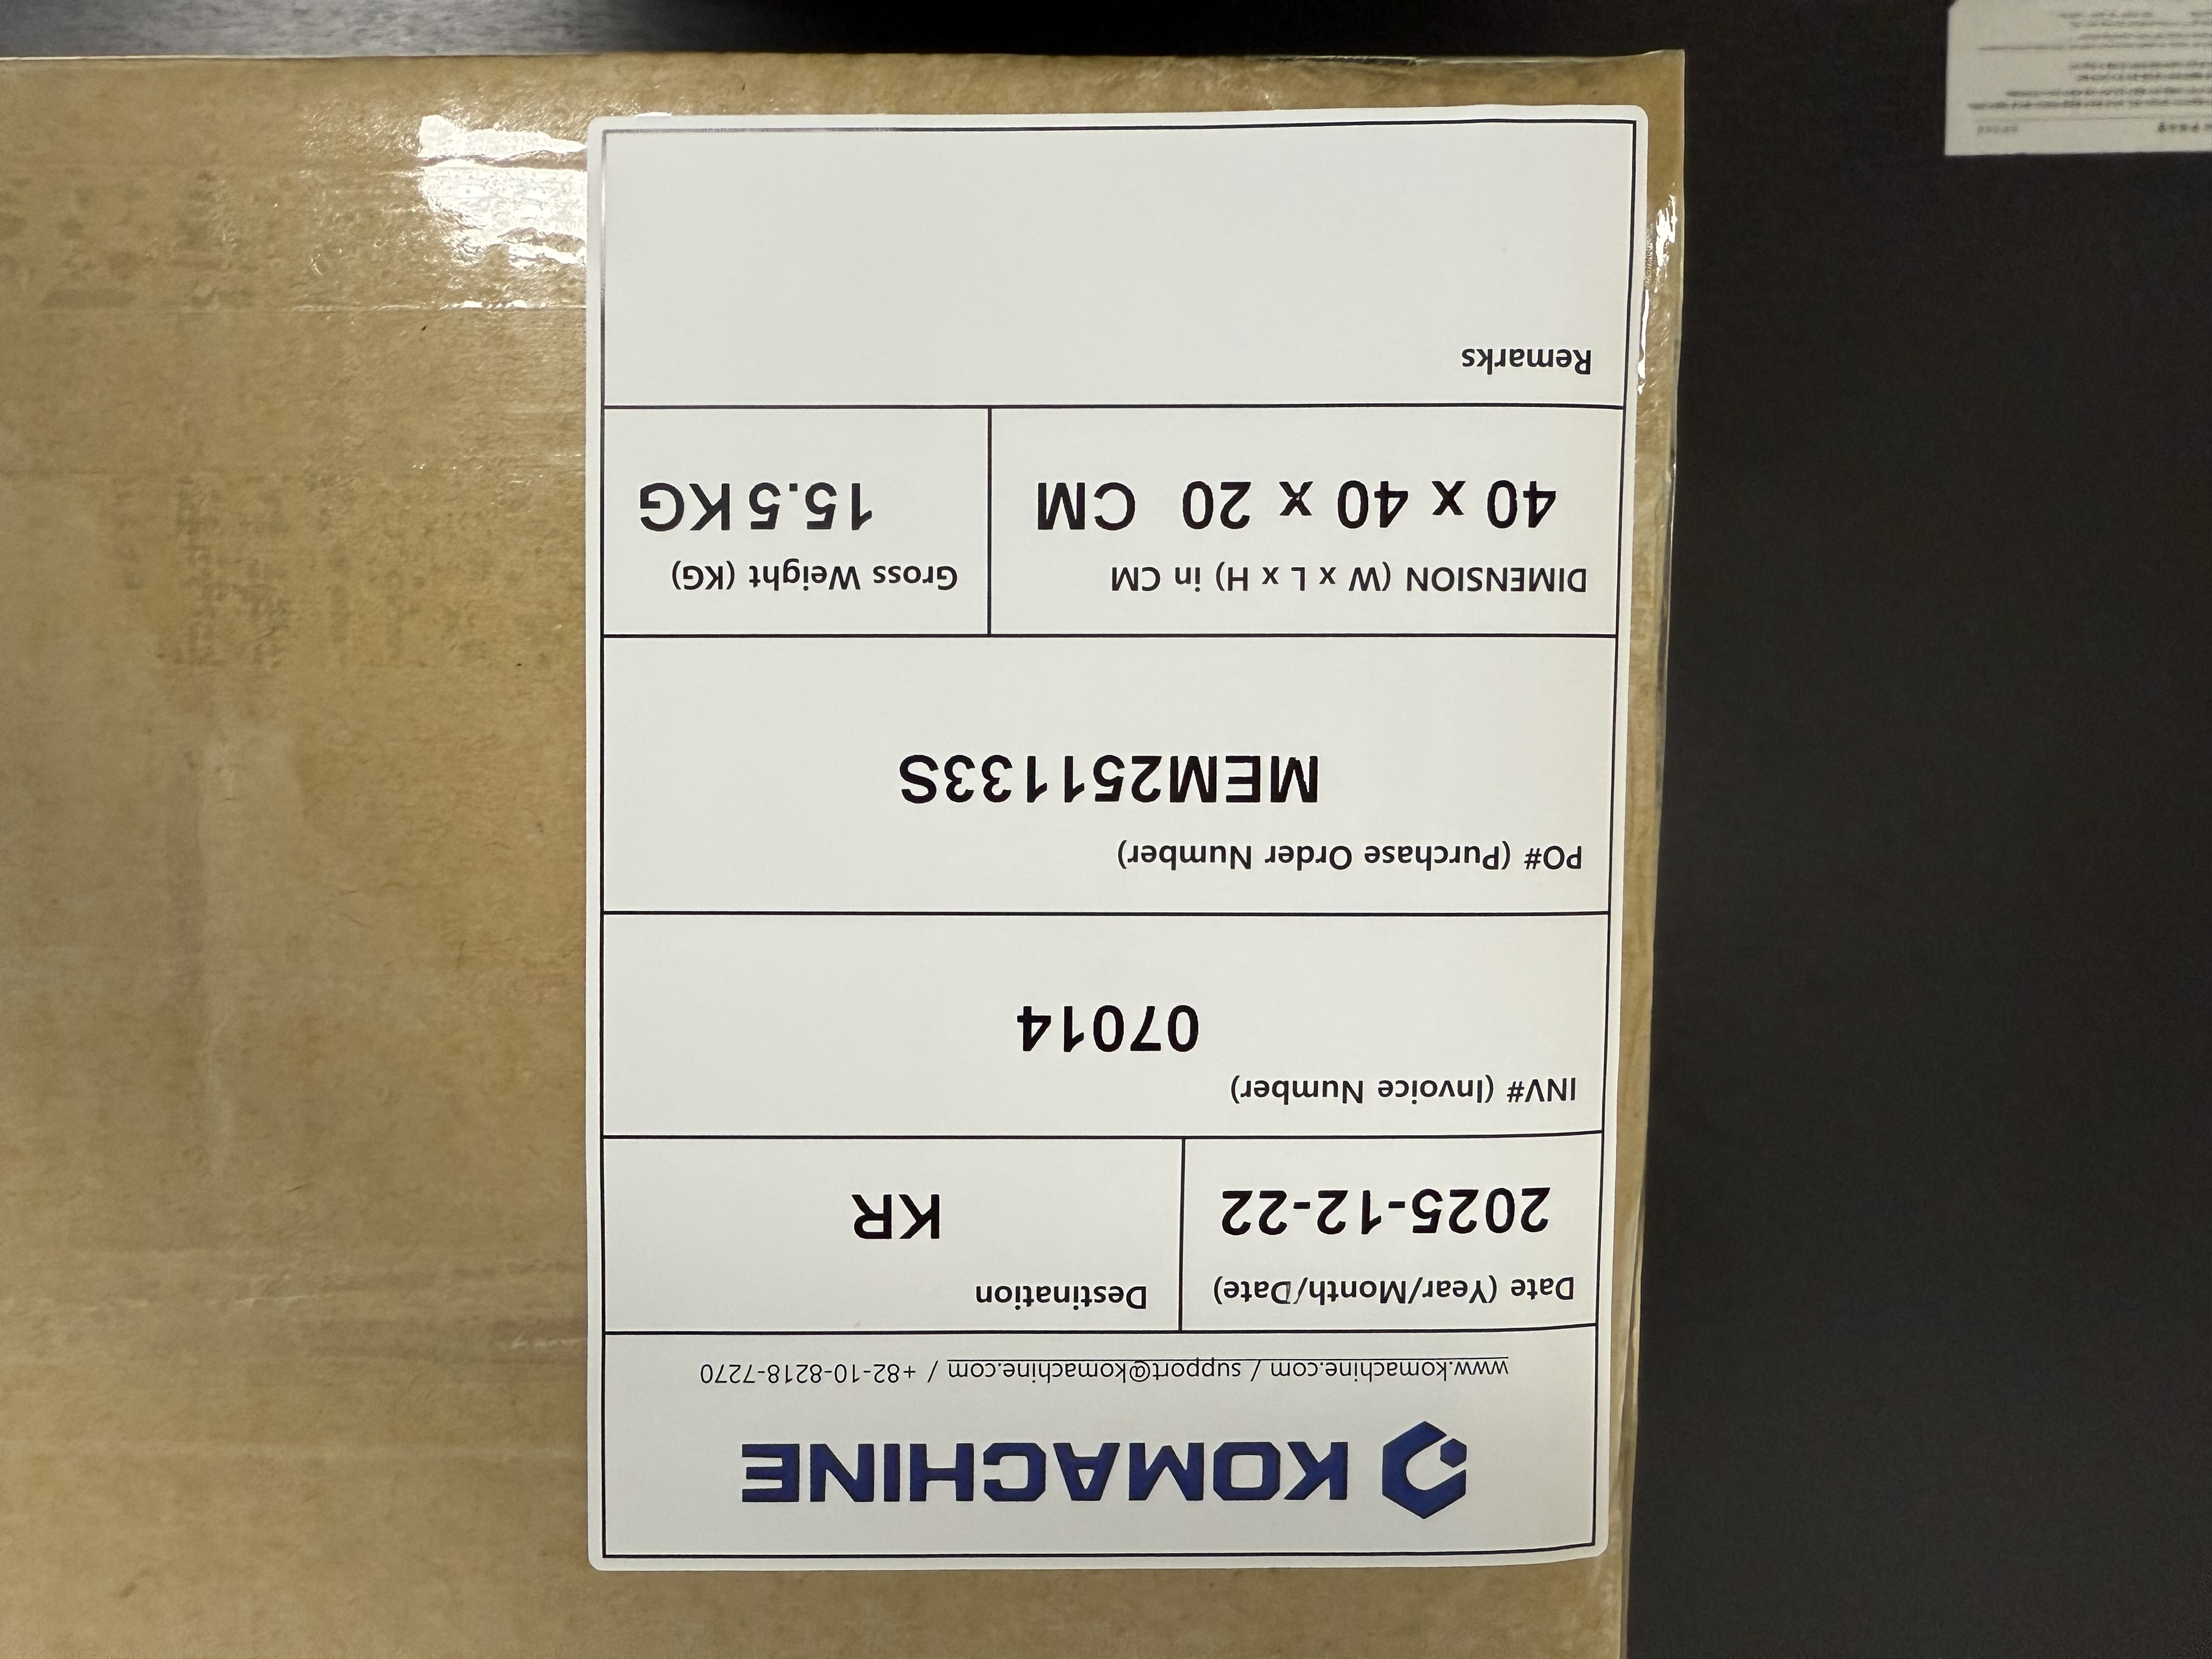 KOMACHINE
www.komachine.com / support@komachine.com / +82-10-8218-7270
Date (Year/Month/Date)
2025-12-22
Destination
KR
INV# (Invoice Number)
07014
PO# (Purchase Order Number)
MEM251133S
DIMENSION (W x L x H) in CM
40 x 40 x 20 CM
Gross Weight (KG)
15.5 KG
Remarks